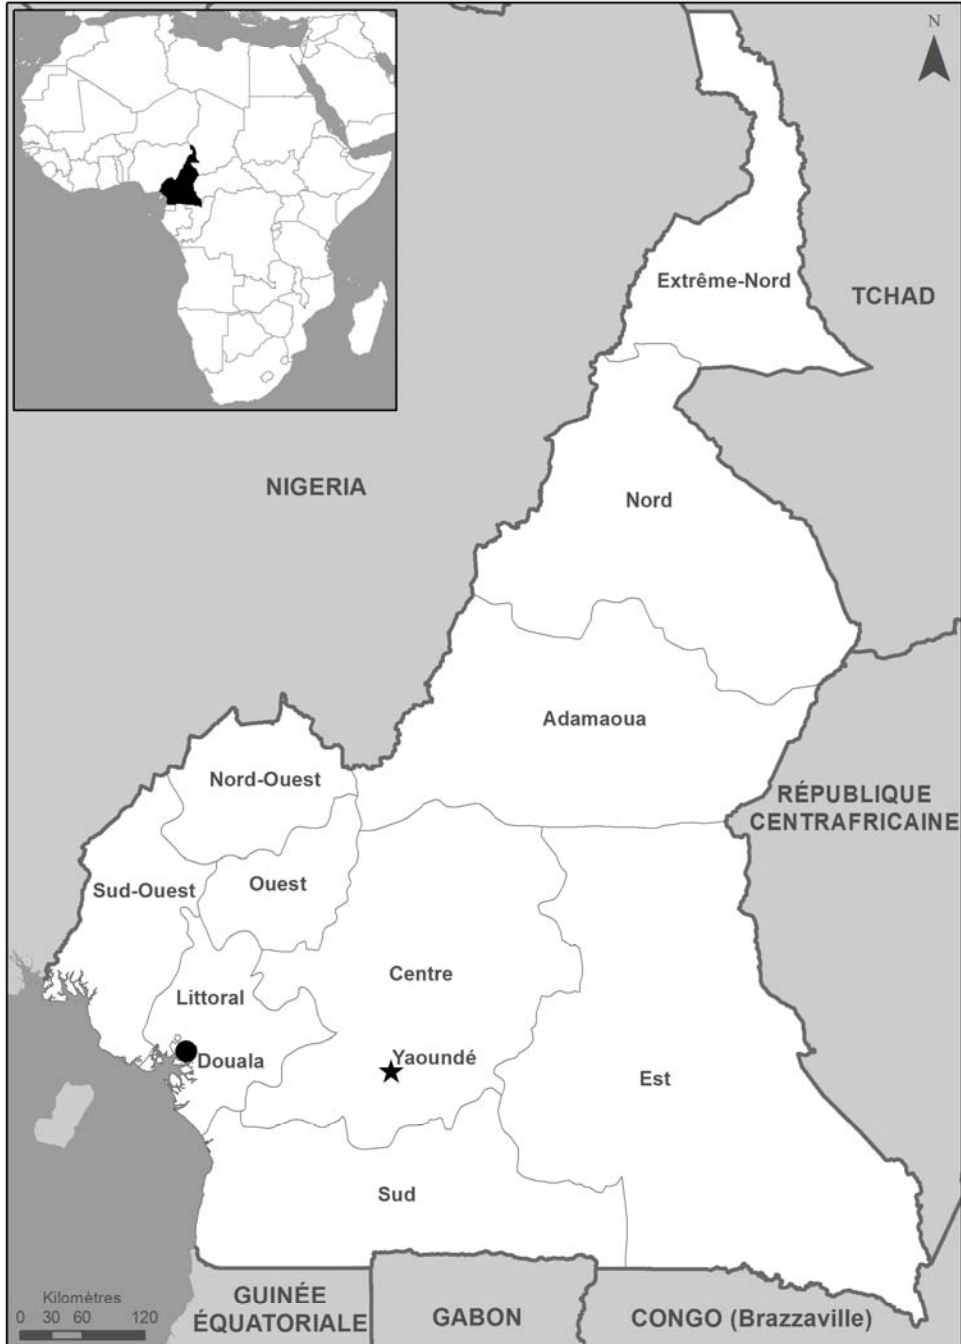 N
Extrême-Nord
TCHAD
NIGERIA
Nord
Adamaoua
Nord-Ouest
RÉPUBLIQUE
CENTRAFRICAINE
Sud-Ouest
Ouest
Centre
Littoral
Douala
Yaoundé
Est
Sud
Kilomètres
0 30 60 120
GUINÉE
ÉQUATORIALE
GABON
CONGO (Brazzaville)